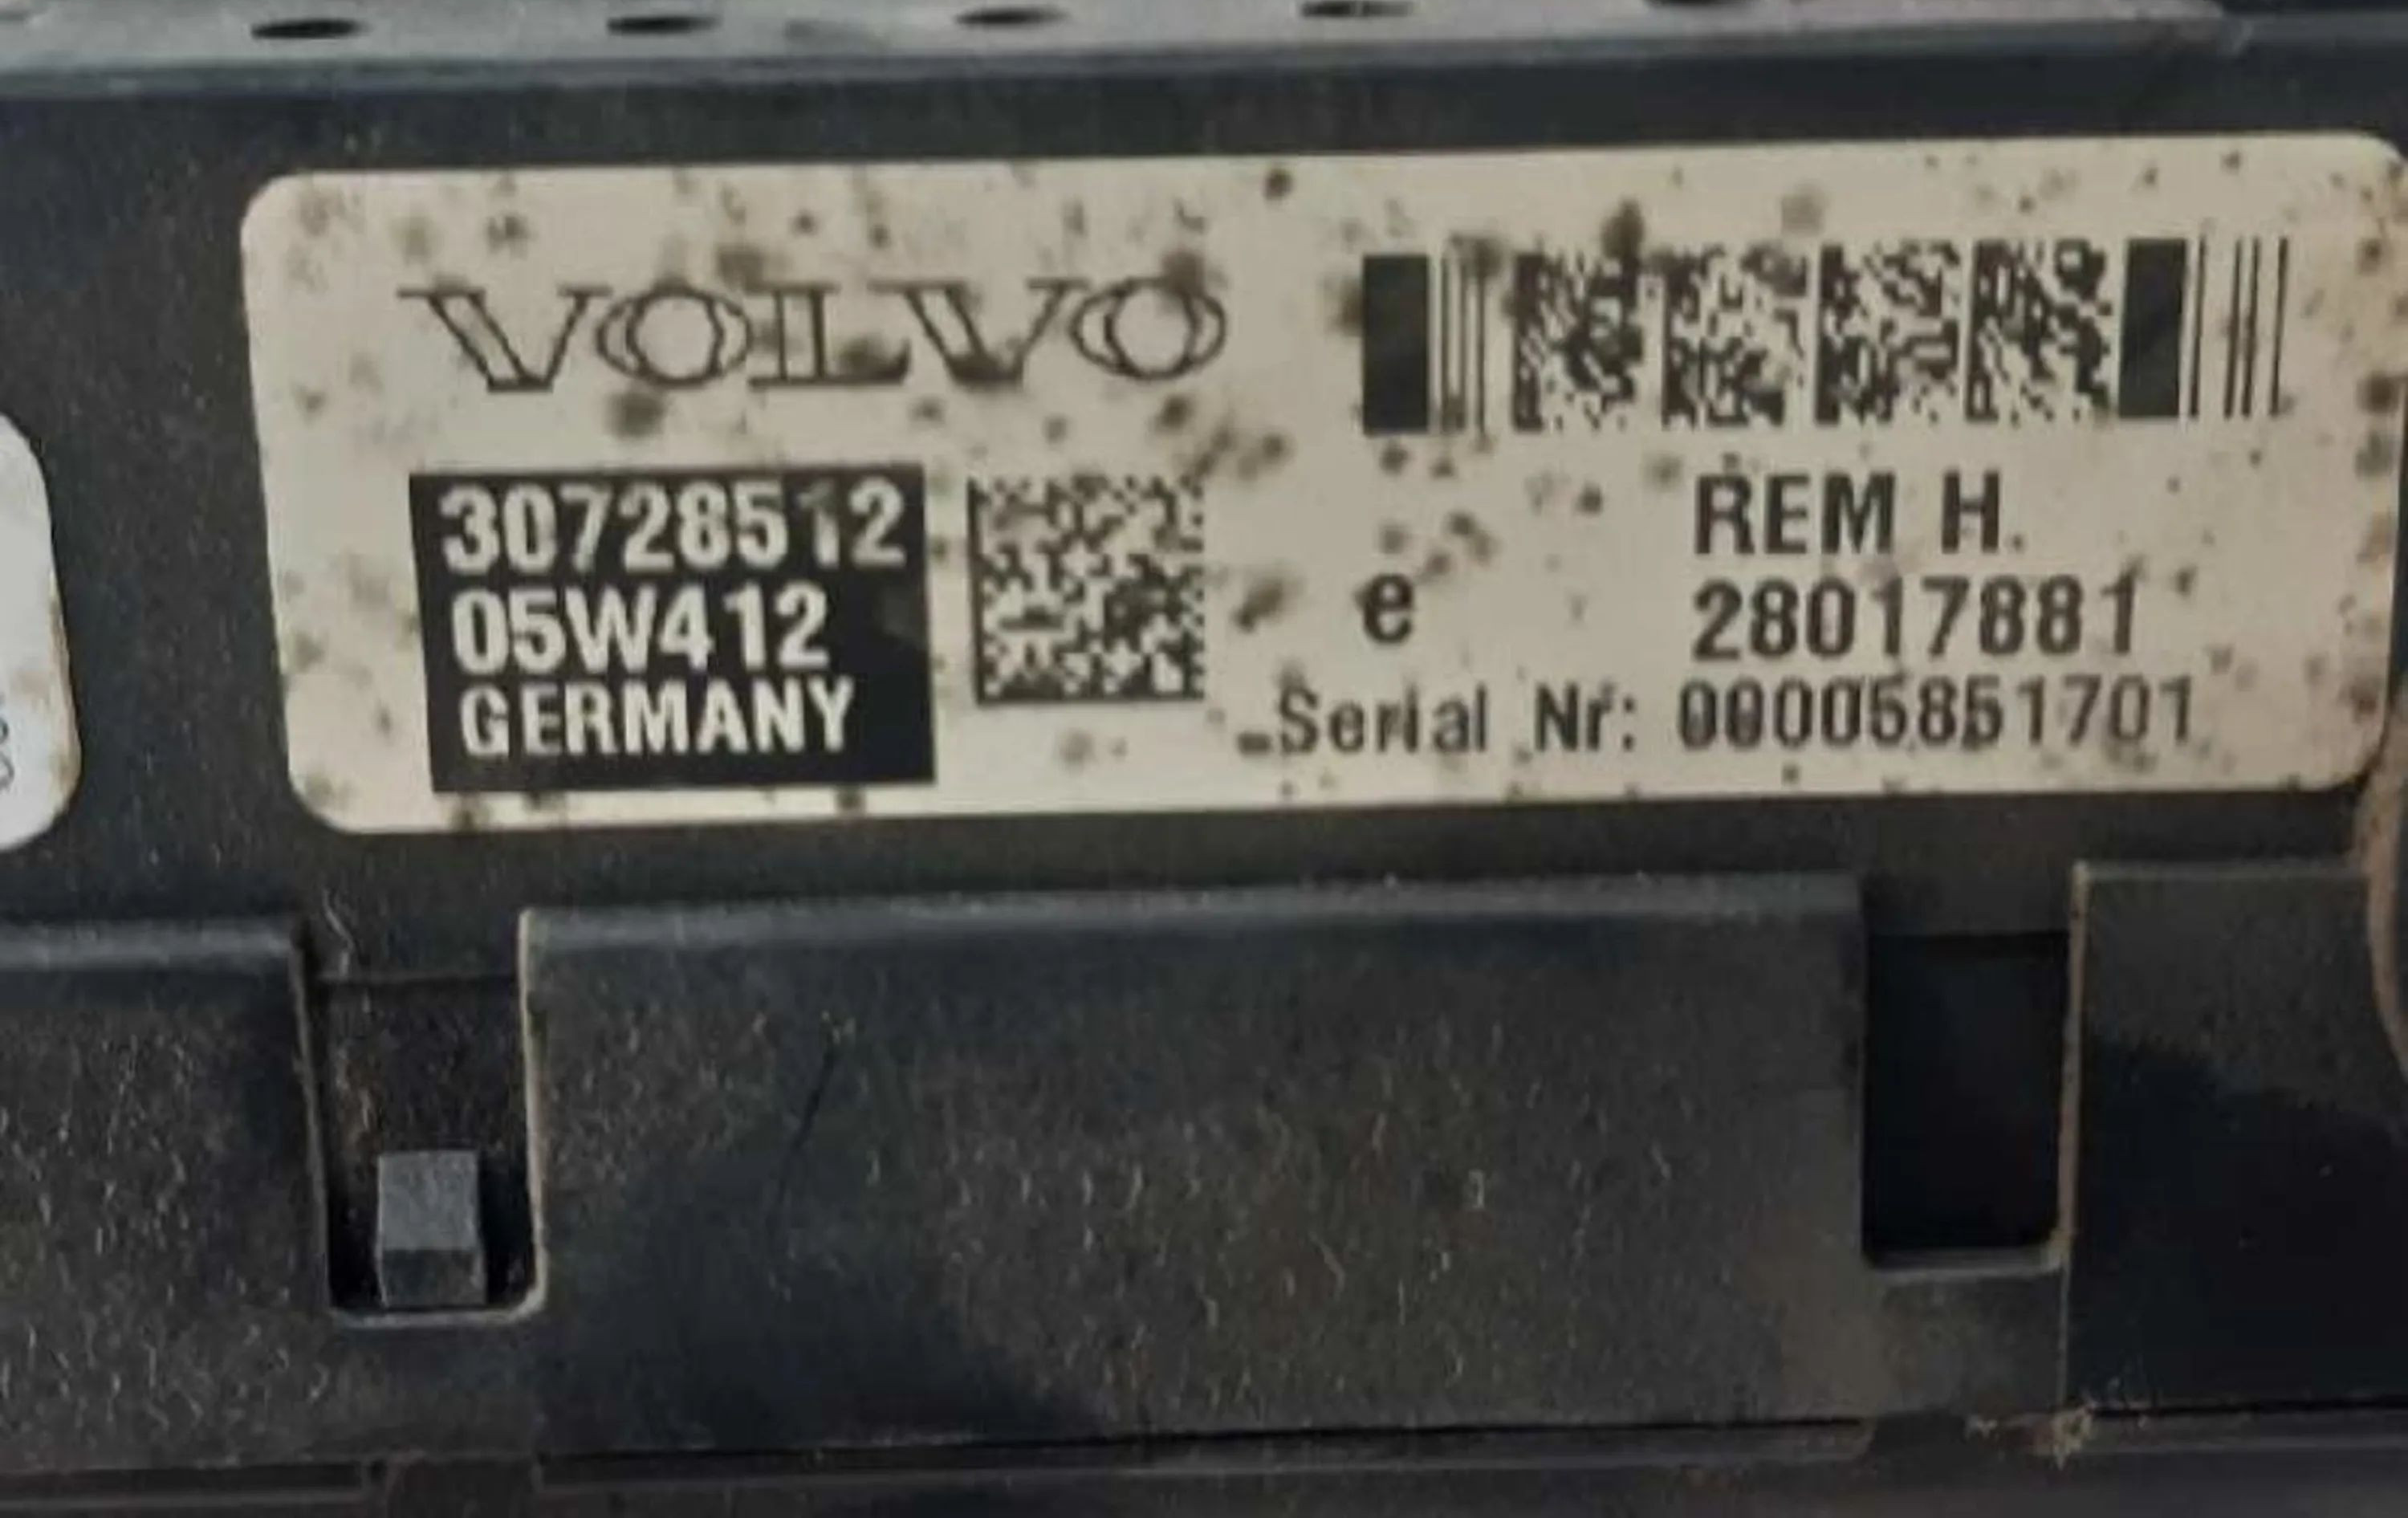 VOLVO
30728512
05W412
GERMANY
REM H.
e
28017881
Serial Nr: 00005851701